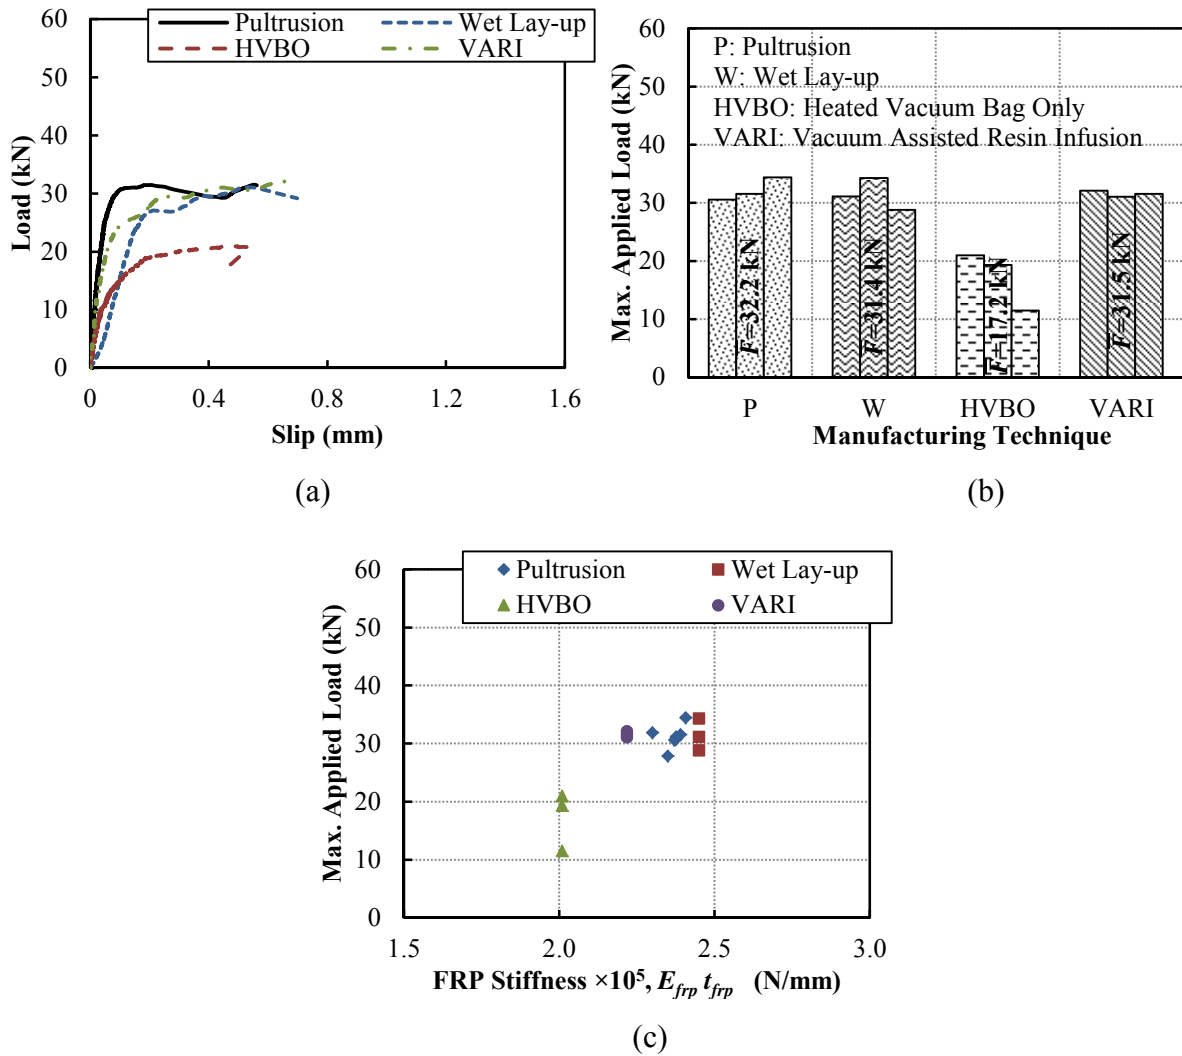 Pultrusion
Wet Lay-up
HVBO
VARI
60
50
40
30
20
10
0
Load (kN)
0
0.4
0.8
1.2
1.6
Slip (mm)
(a)
60
50
40
30
20
10
0
Max. Applied Load (kN)
P: Pultrusion
W: Wet Lay-up
HVBO: Heated Vacuum Bag Only
VARI: Vacuum Assisted Resin Infusion
F=32.2 kN
F=31.4 kN
F=17.2 kN
F=31.5 kN
P
W
HVBO
VARI
Manufacturing Technique
(b)
Pultrusion
Wet Lay-up
HVBO
VARI
60
50
40
30
20
10
0
Max. Applied Load (kN)
1.5
2.0
2.5
3.0
FRP Stiffness ×10⁵, E_frp t_frp (N/mm)
(c)